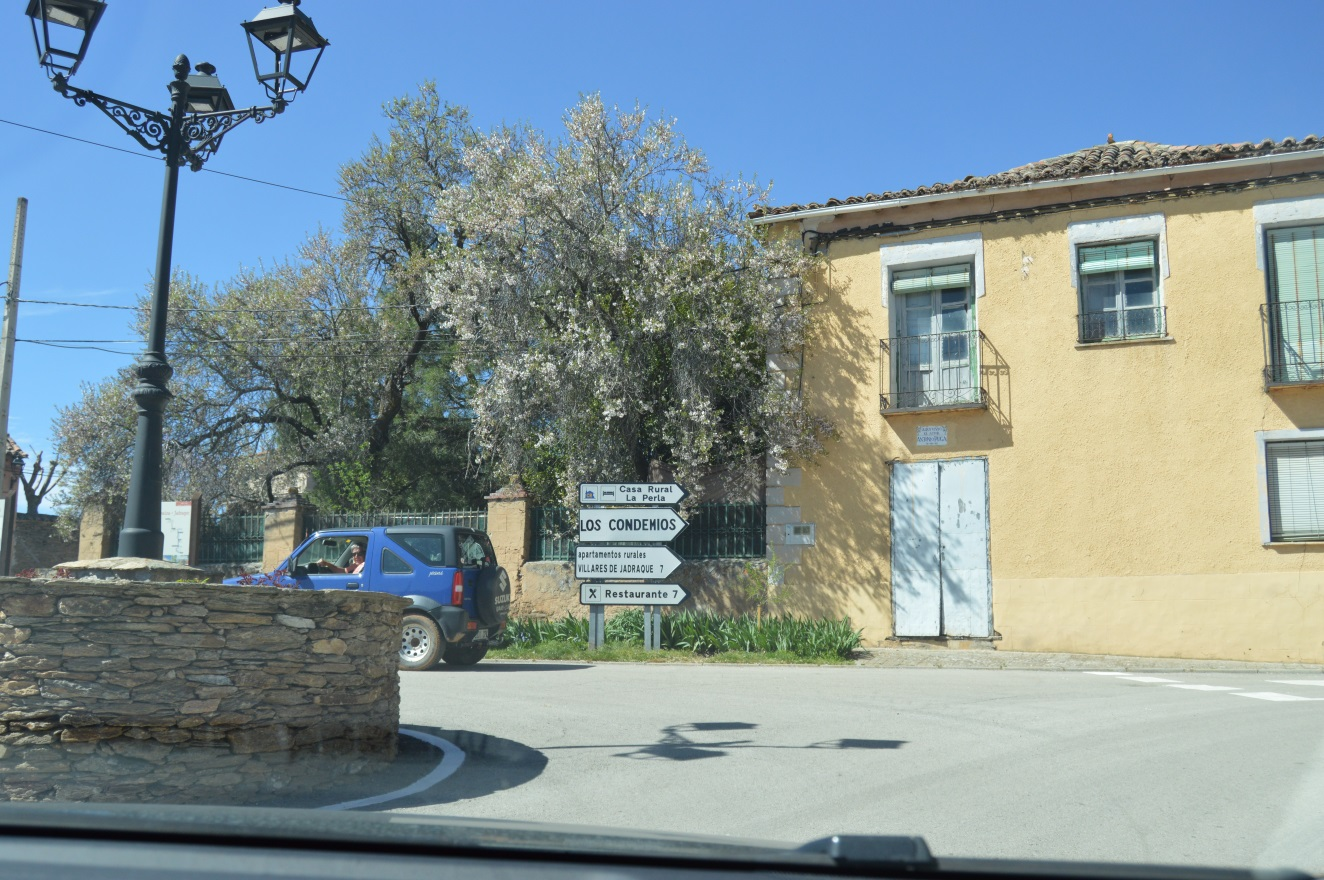 Casa Rural
La Perla
LOS CONDEMIOS
apartamentos rurales
VILLARES DE JADRAQUE 7
Restaurante 7